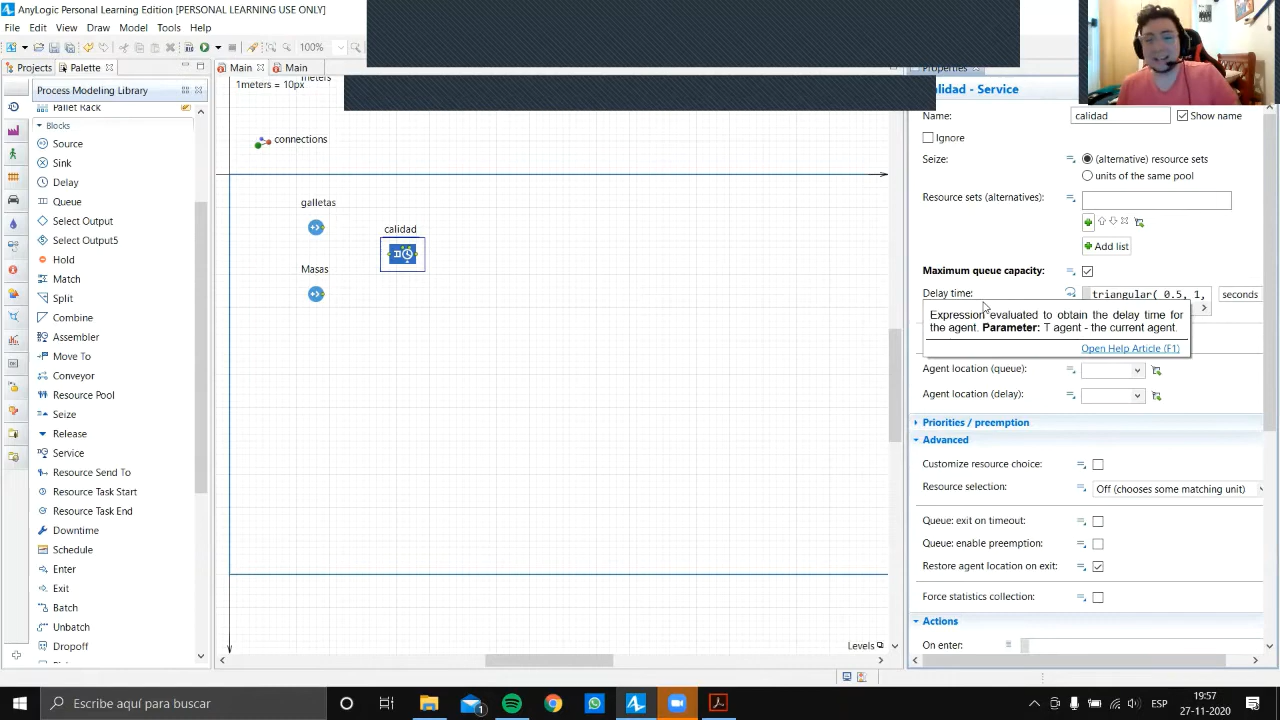 AnyLogic Personal Learning Edition [PERSONAL LEARNING USE ONLY]
File Edit View Draw Model Tools Help
100%
Projects Palette Main Main
Process Modeling Library
Pallet Rack
Blocks
Source
Sink
Delay
Queue
Select Output
Select Output5
Hold
Match
Split
Combine
Assembler
Move To
Conveyor
Resource Pool
Seize
Release
Service
Resource Send To
Resource Task Start
Resource Task End
Downtime
Schedule
Enter
Exit
Batch
Unbatch
Dropoff
meters
1meters = 10px
connections
galletas
calidad
Masas
Levels
Properties
calidad - Service
Name: calidad Show name
Ignore
Seize: (alternative) resource sets
units of the same pool
Resource sets (alternatives):
Add list
Maximum queue capacity:
Delay time: triangular( 0.5, 1, seconds
Expression evaluated to obtain the delay time for
the agent. Parameter: T agent - the current agent.
Open Help Article (F1)
Agent location (queue):
Agent location (delay):
Priorities / preemption
Advanced
Customize resource choice:
Resource selection: Off (chooses some matching unit)
Queue: exit on timeout:
Queue: enable preemption:
Restore agent location on exit:
Force statistics collection:
Actions
On enter:
Escribe aquí para buscar
1
ESP
19:57
27-11-2020